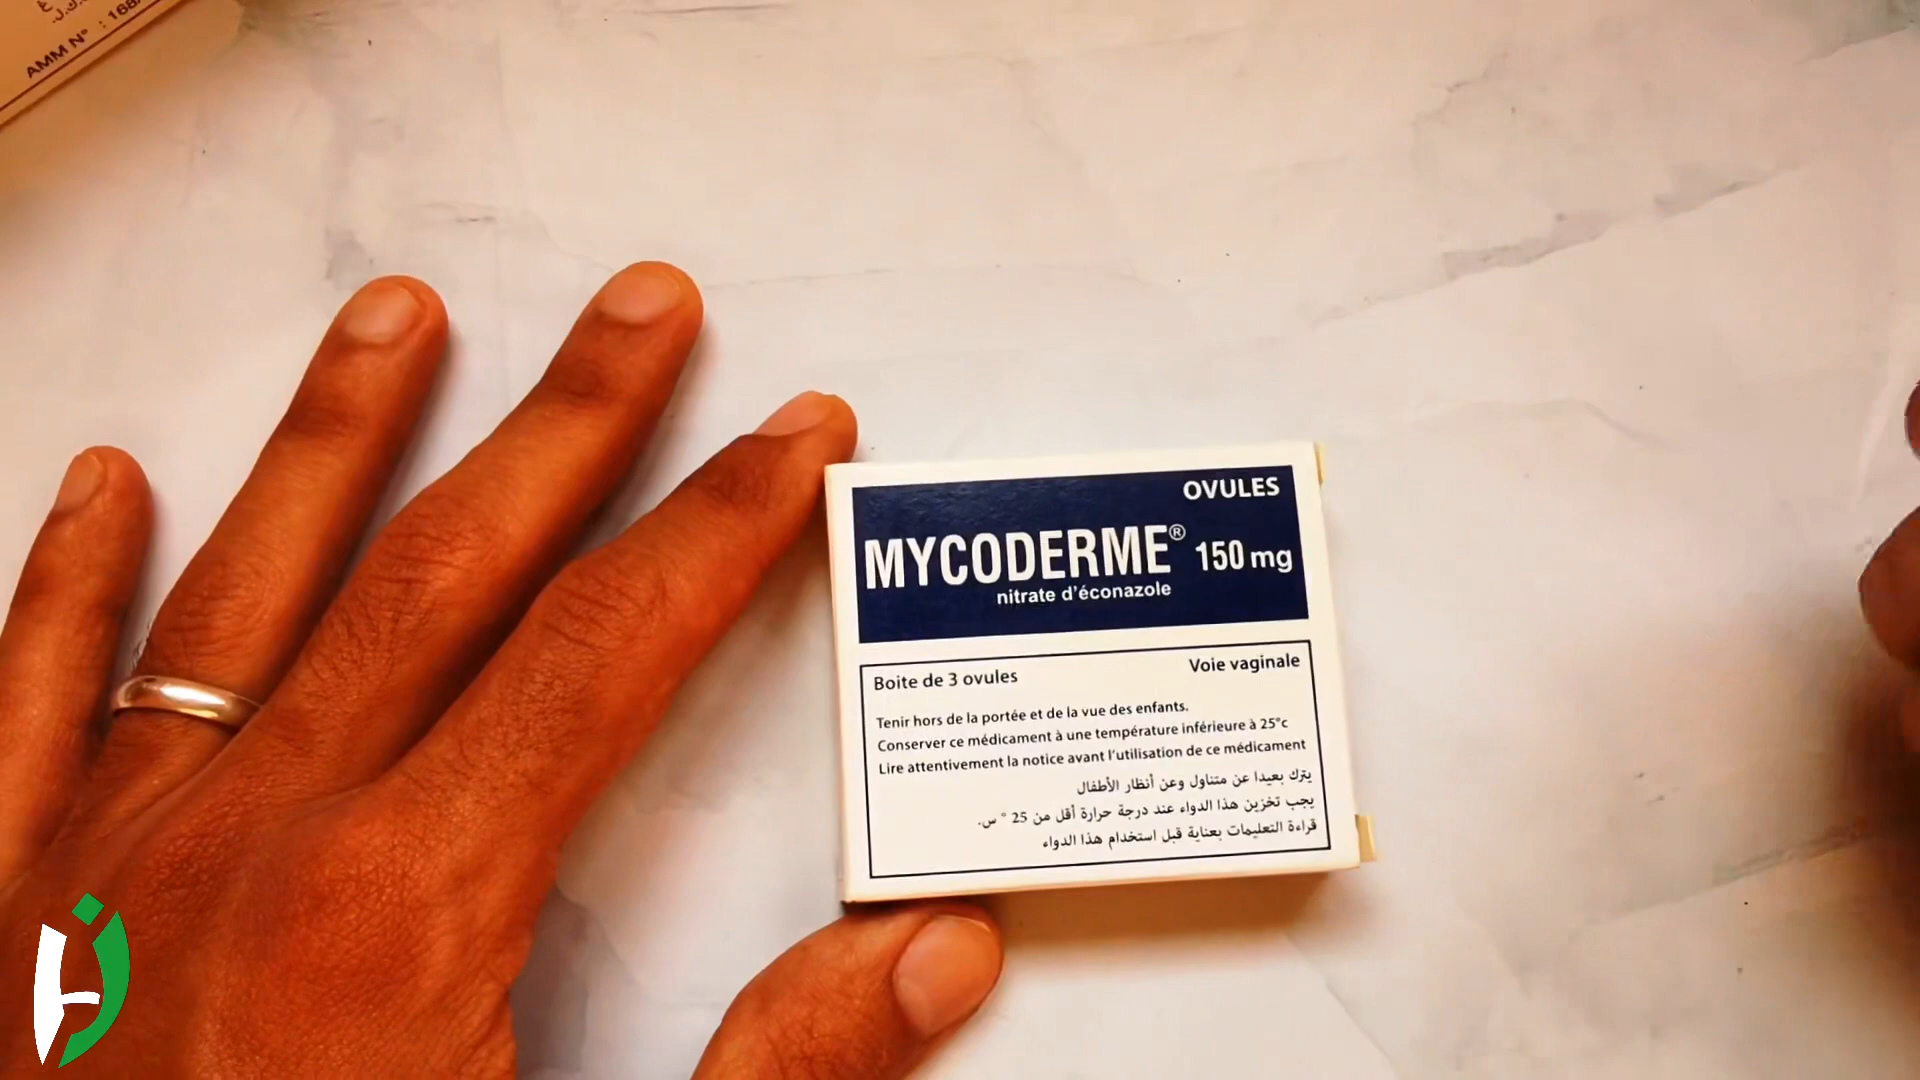 AMM N° : 168/
OVULES
MYCODERME® 150 mg
nitrate d'éconazole
Boite de 3 ovules
Voie vaginale
Tenir hors de la portée et de la vue des enfants.
Conserver ce médicament à une température inférieure à 25°c
Lire attentivement la notice avant l'utilisation de ce médicament
يترك بعيدا عن متناول وعن أنظار الأطفال
يجب تخزين هذا الدواء عند درجة حرارة أقل من 25 ° س.
قراءة التعليمات بعناية قبل استخدام هذا الدواء